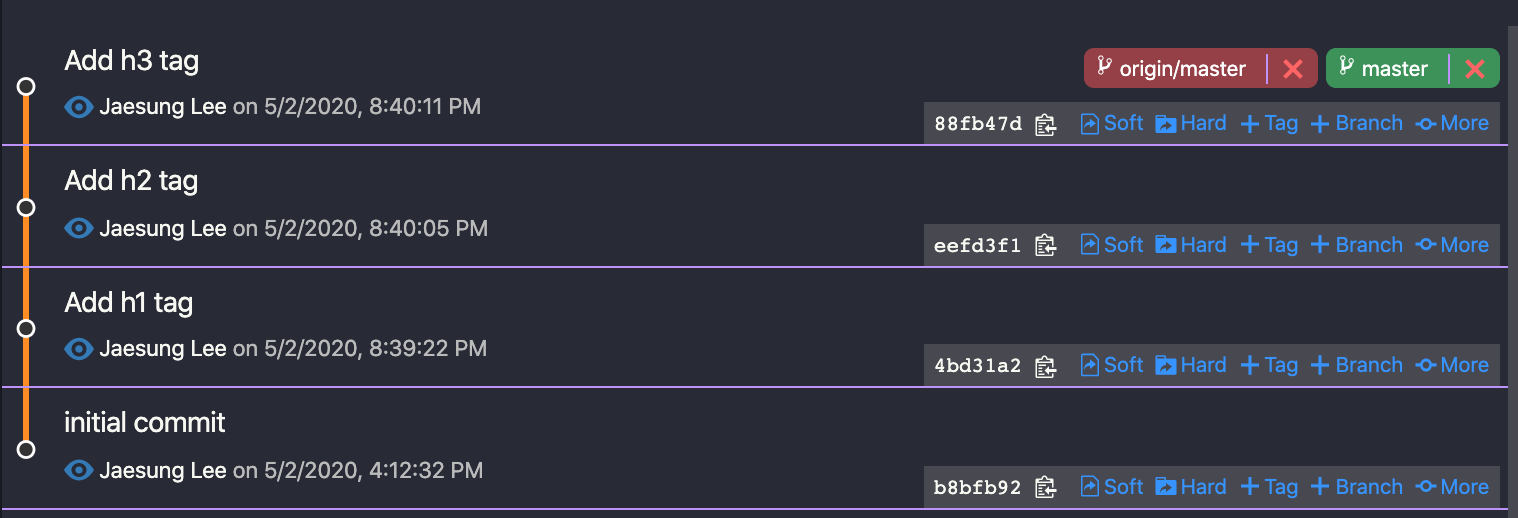 Add h3 tag
origin/master
master
Jaesung Lee on 5/2/2020, 8:40:11 PM
88fb47d Soft Hard Tag Branch More
Add h2 tag
Jaesung Lee on 5/2/2020, 8:40:05 PM
eefd3f1 Soft Hard Tag Branch More
Add h1 tag
Jaesung Lee on 5/2/2020, 8:39:22 PM
4bd31a2 Soft Hard Tag Branch More
initial commit
Jaesung Lee on 5/2/2020, 4:12:32 PM
b8bfb92 Soft Hard Tag Branch More